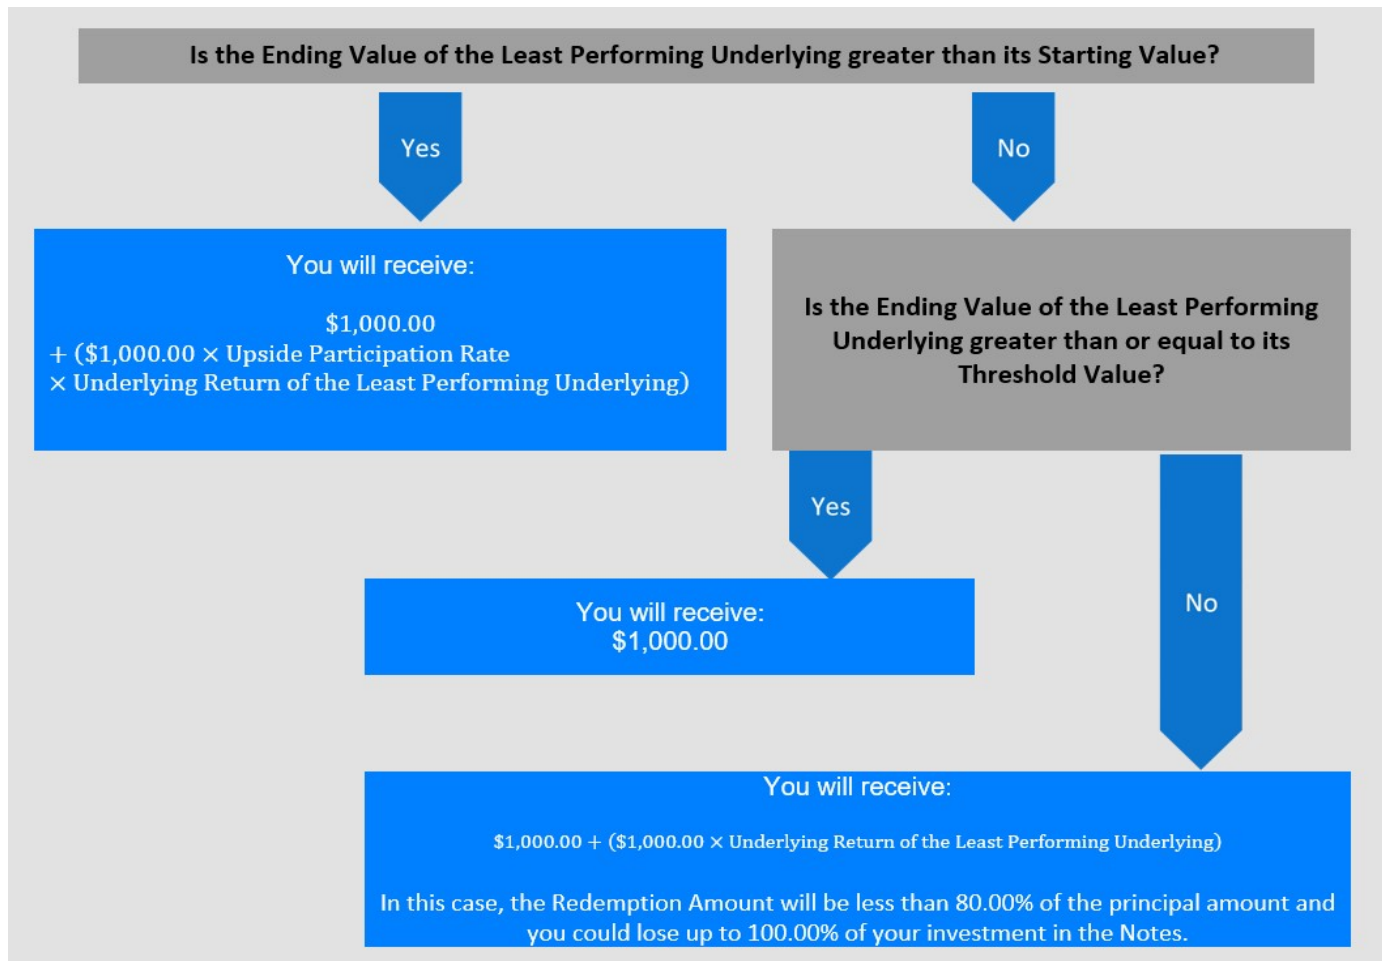 Is the Ending Value of the Least Performing Underlying greater than its Starting Value?
Yes
No
You will receive:
$1,000.00
+ ($1,000.00 × Upside Participation Rate
× Underlying Return of the Least Performing Underlying)
Is the Ending Value of the Least Performing
Underlying greater than or equal to its
Threshold Value?
Yes
No
You will receive:
$1,000.00
You will receive:
$1,000.00 + ($1,000.00 × Underlying Return of the Least Performing Underlying)
In this case, the Redemption Amount will be less than 80.00% of the principal amount and
you could lose up to 100.00% of your investment in the Notes.